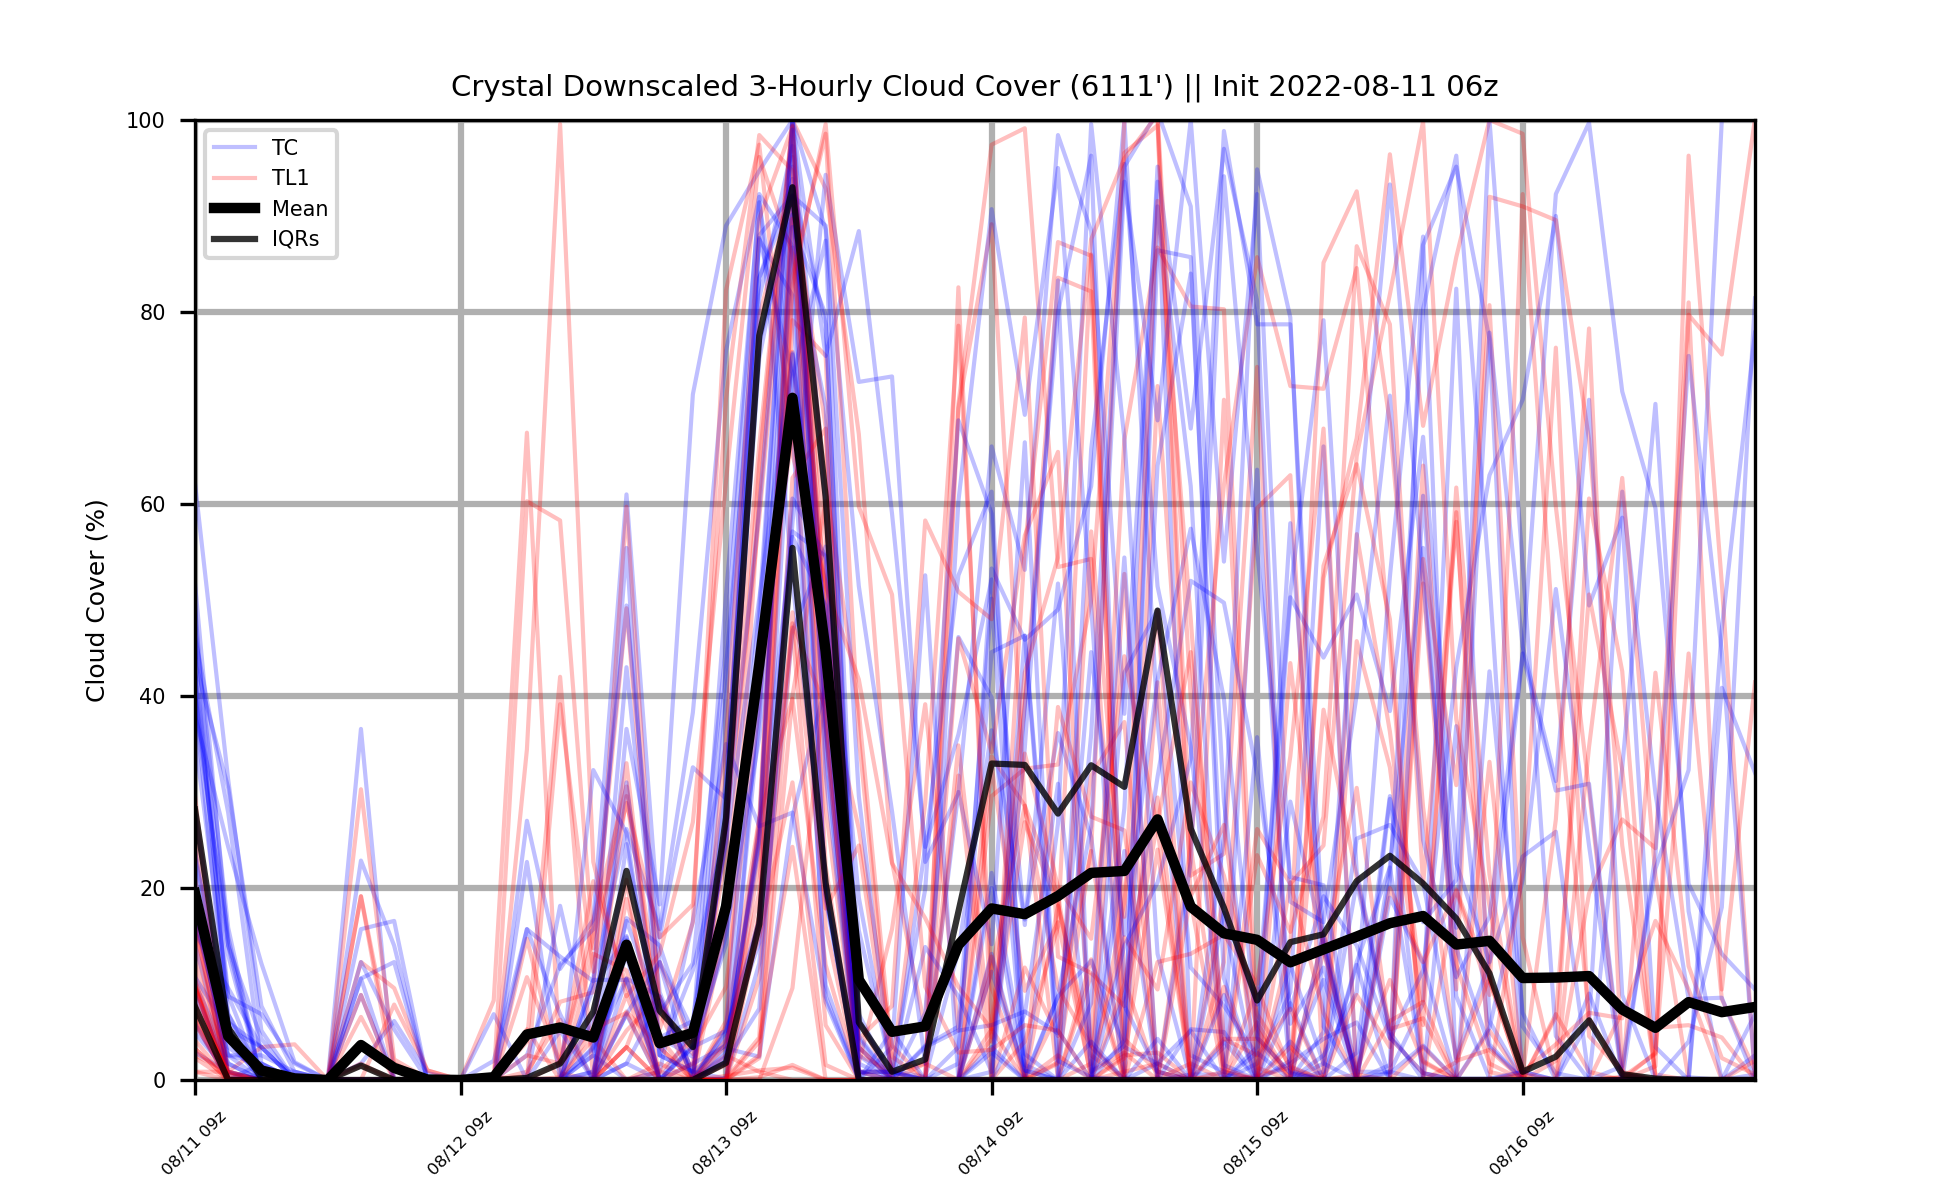 Crystal Downscaled 3-Hourly Cloud Cover (6111') || Init 2022-08-11 06z
100
80
60
40
20
0
Cloud Cover (%)
TC
TL1
Mean
IQRs
08/11 09z
08/12 09z
08/13 09z
08/14 09z
08/15 09z
08/16 09z